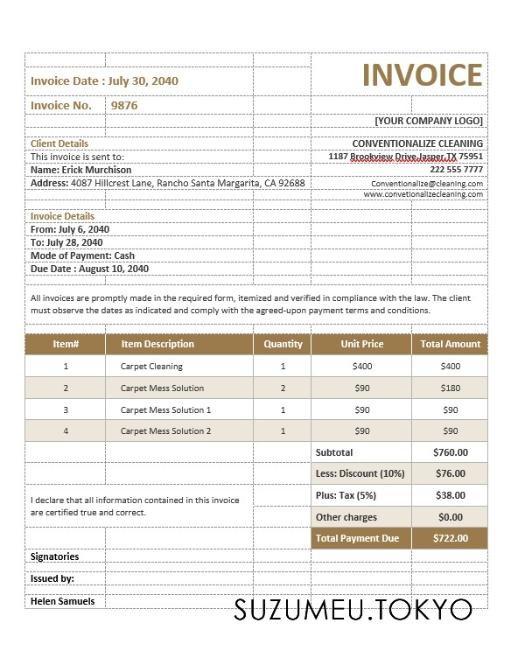 INVOICE
Invoice Date : July 30, 2040
Invoice No. 9876
[YOUR COMPANY LOGO]
Client Details
CONVENTIONALIZE CLEANING
This invoice is sent to:
1187 Brookview Drive,Jasper,TX 75951
Name: Erick Murchison
222 555 7777
Address: 4087 Hillcrest Lane, Rancho Santa Margarita, CA 92688
Conventionalize@cleaning.com
www.convetionalizecleaning.com
Invoice Details
From: July 6, 2040
To: July 28, 2040
Mode of Payment: Cash
Due Date : August 10, 2040
All invoices are promptly made in the required form, itemized and verified in compliance with the law. The client
must observe the dates as indicated and comply with the agreed-upon payment terms and conditions.
Item# Item Description Quantity Unit Price Total Amount
1 Carpet Cleaning 1 $400 $400
2 Carpet Mess Solution 2 $90 $180
3 Carpet Mess Solution 1 1 $90 $90
4 Carpet Mess Solution 2 1 $90 $90
Subtotal $760.00
Less: Discount (10%) $76.00
I declare that all information contained in this invoice
are certified true and correct.
Plus: Tax (5%) $38.00
Other charges $0.00
Total Payment Due $722.00
Signatories
Issued by:
Helen Samuels
SUZUMEU.TOKYO